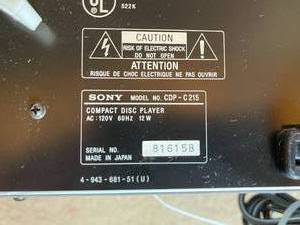 UL
522K
CAUTION
RISK OF ELECTRIC SHOCK
DO NOT OPEN
ATTENTION
RISQUE DE CHOC ELECTRIQUE NE PAS OUVRIR
SONY MODEL NO. CDP-C215
COMPACT DISC PLAYER
AC:120V 60HZ 12W
SERIAL NO. 816158
MADE IN JAPAN
4-943-681-51(U)